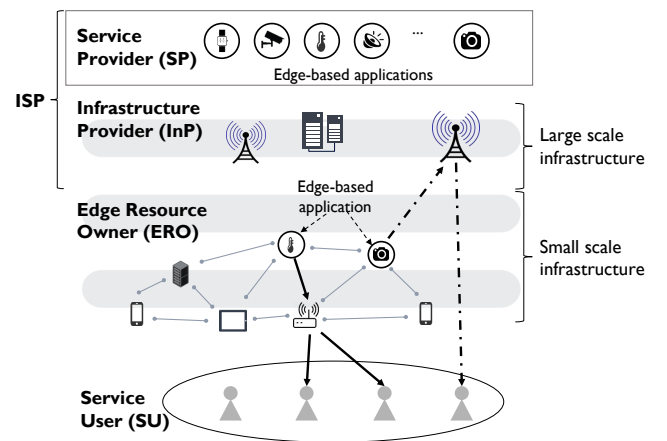 Service
Provider (SP)
...
Edge-based applications
ISP
Infrastructure
Provider (InP)
Large scale
infrastructure
Edge-based
application
Edge Resource
Owner (ERO)
Small scale
infrastructure
Service
User (SU)